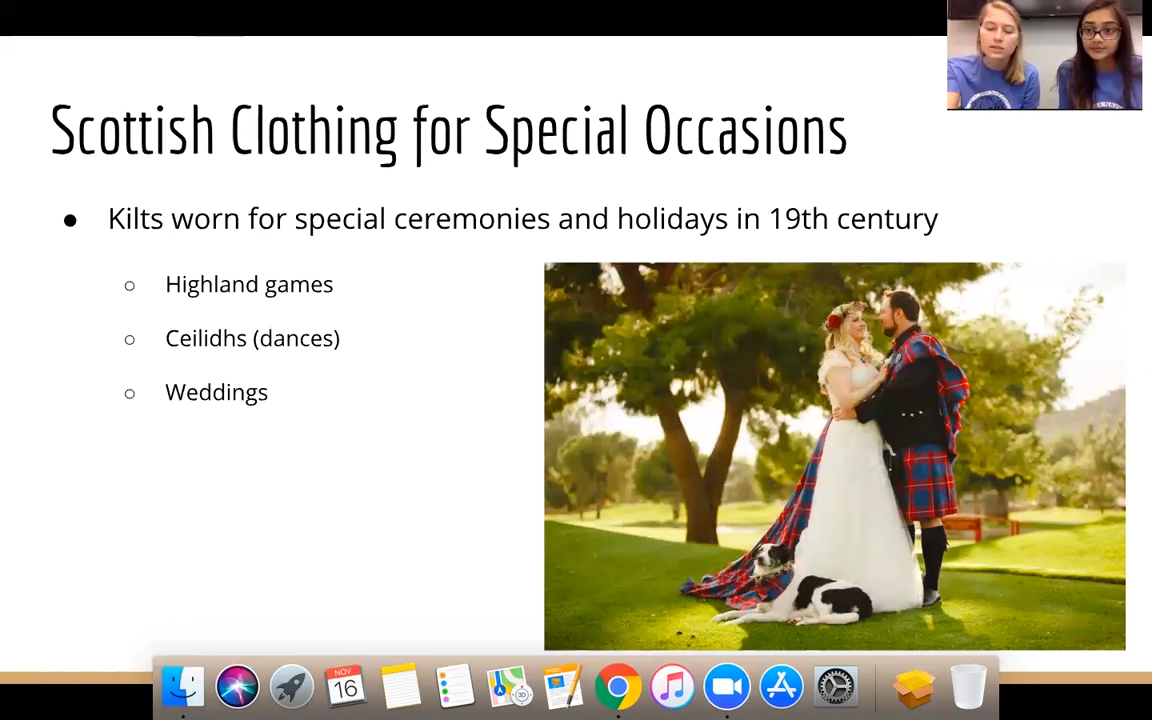 Scottish Clothing for Special Occasions
● Kilts worn for special ceremonies and holidays in 19th century
○ Highland games
○ Ceilidhs (dances)
○ Weddings
NOV
16
3D